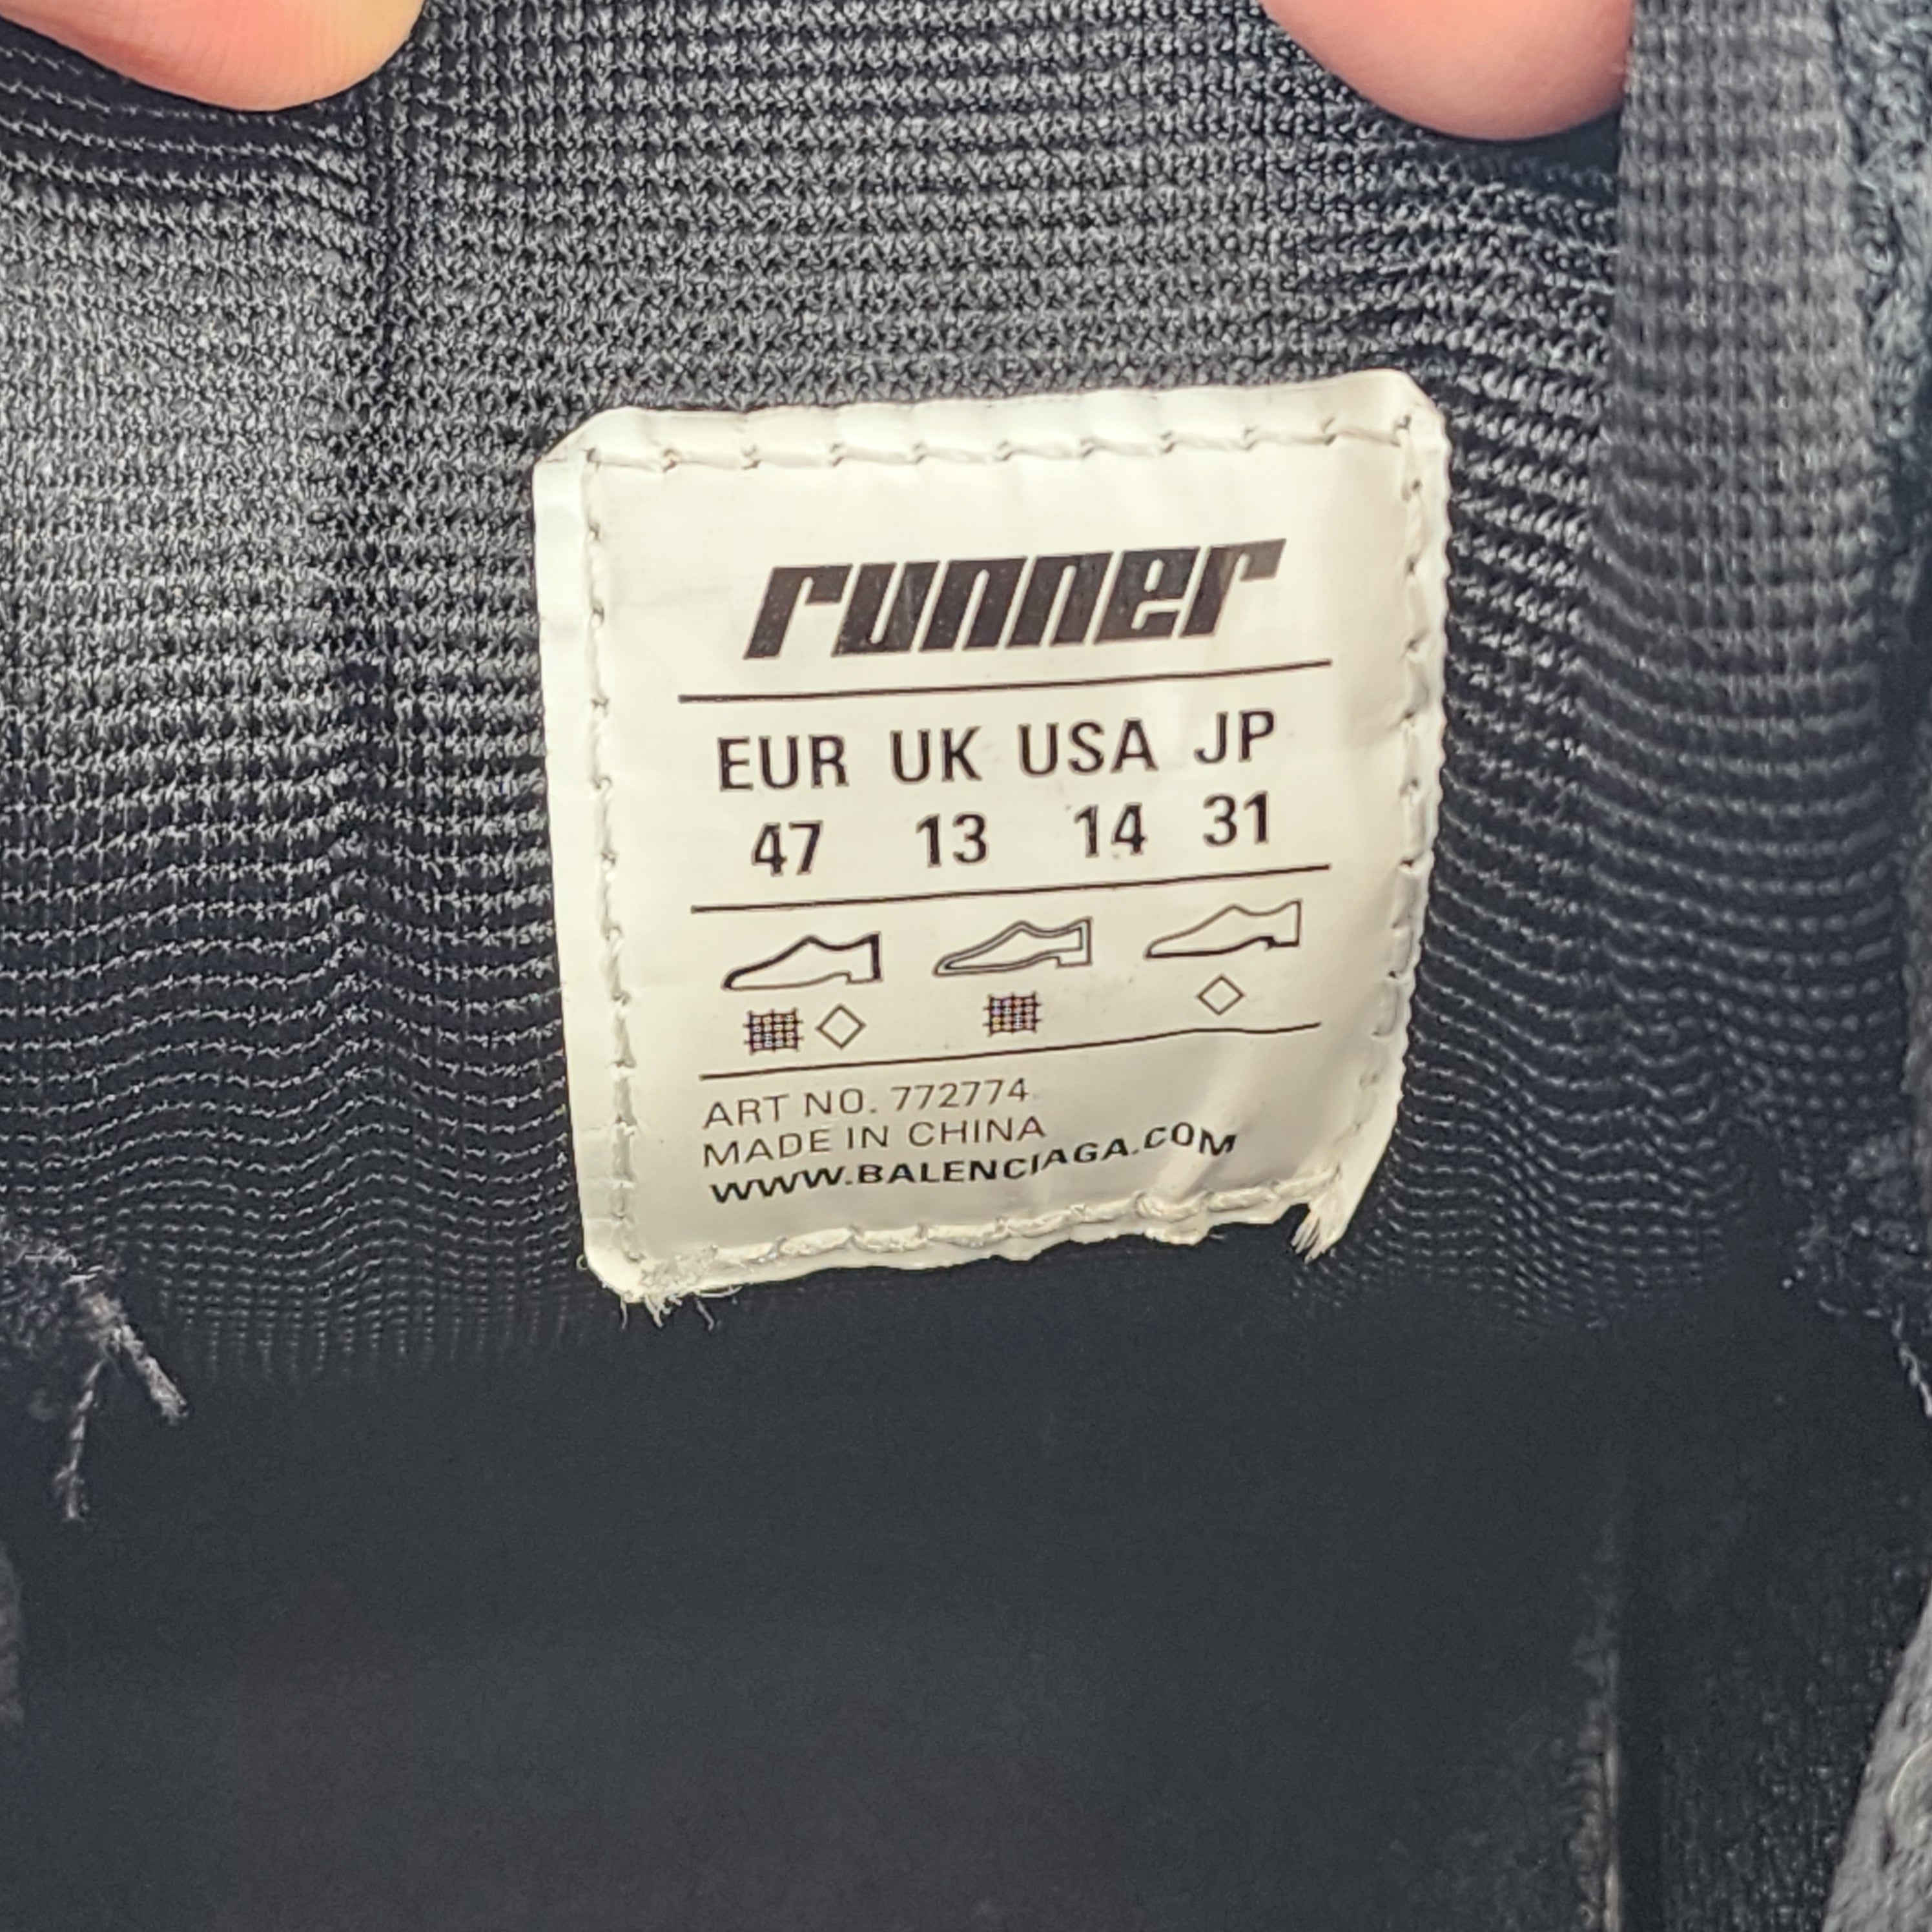 runner
EUR UK USA JP
47 13 14 31
ART NO. 772774
MADE IN CHINA
WWW.BALENCIAGA.COM